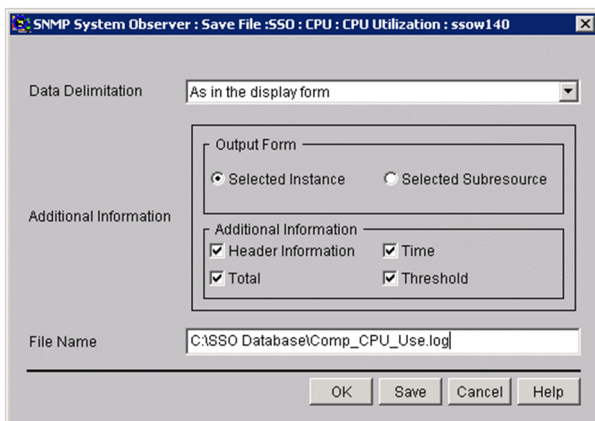 SNMP System Observer : Save File :SSO : CPU : CPU Utilization : ssow140
Data Delimitation
As in the display form
Output Form
Selected Instance
Selected Subresource
Additional Information
Additional Information
Header Information
Time
Total
Threshold
File Name
C:\SSO Database\Comp_CPU_Use.log
OK
Save
Cancel
Help